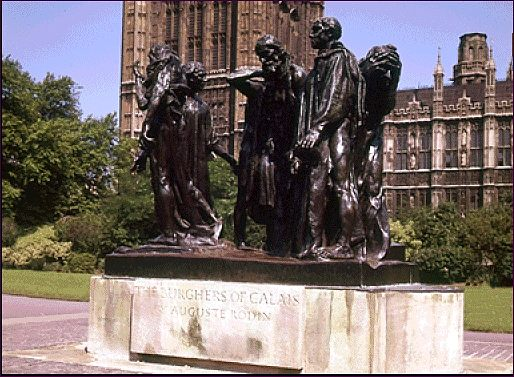 THE BURGHERS OF CALAIS
AUGUSTE RODIN